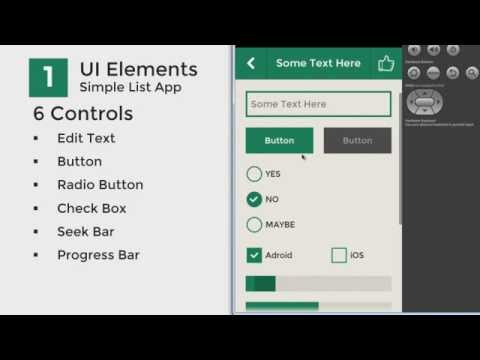 1
UI Elements
Simple List App
6 Controls
Edit Text
Button
Radio Button
Check Box
Seek Bar
Progress Bar
Some Text Here
Some Text Here
Button
Button
YES
NO
MAYBE
Adroid
iOS